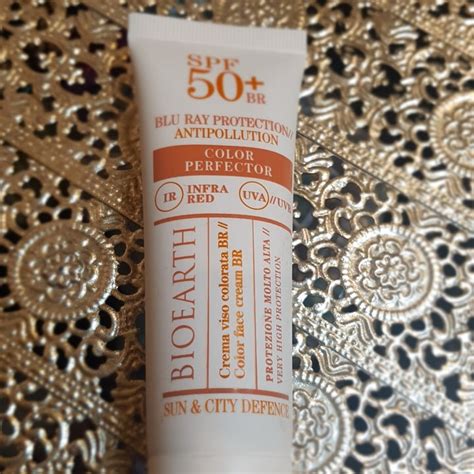 SPF
50+
BR
BLU RAY PROTECTION//
ANTIPOLLUTION
COLOR
PERFECTOR
IR
INFRA
RED
UVA//UVB
BIOEARTH
Crema viso colorata BR//
Color face cream BR
PROTEZIONE MOLTO ALTA//
VERY HIGH PROTECTION
SUN & CITY DEFENCE